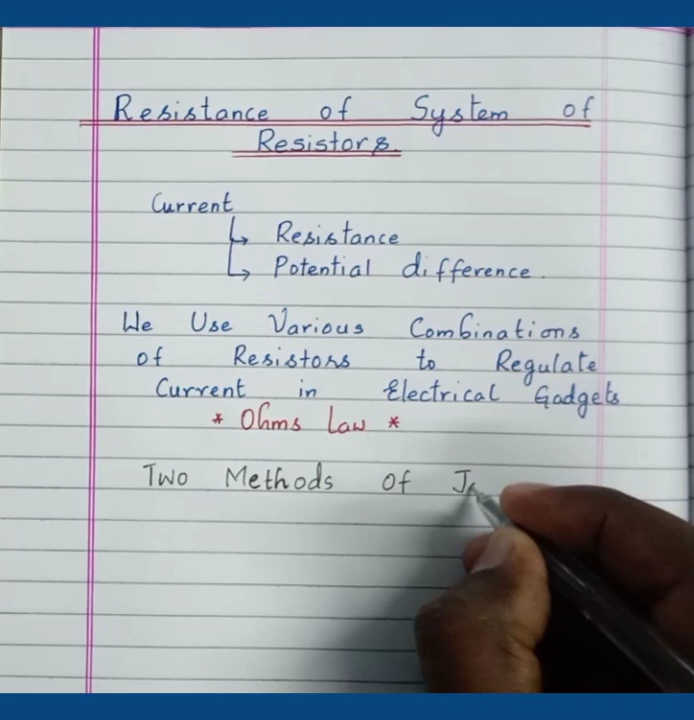 Resistance of System of
Resistors.
Current
↳ Resistance
↳ Potential difference.
We Use Various Combinations
of Resistors to Regulate
Current in Electrical Gadgets
* Ohms Law *
Two Methods Of